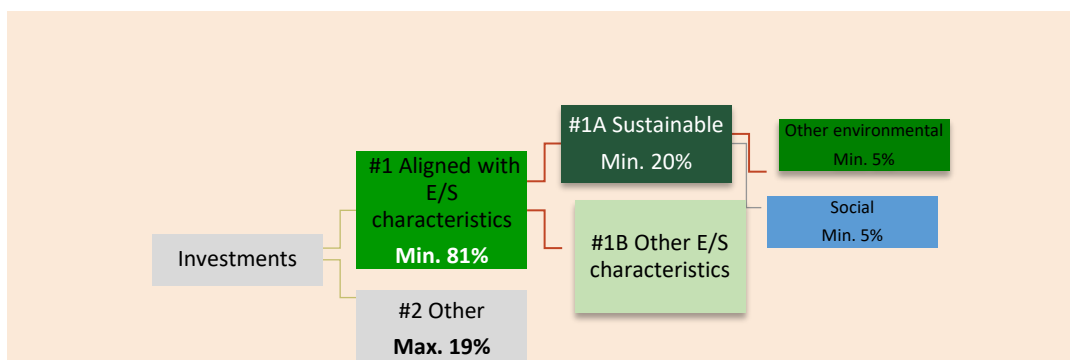 Investments
#1 Aligned with
E/S
characteristics
Min. 81%
#2 Other
Max. 19%
#1A Sustainable
Min. 20%
#1B Other E/S
characteristics
Other environmental
Min. 5%
Social
Min. 5%